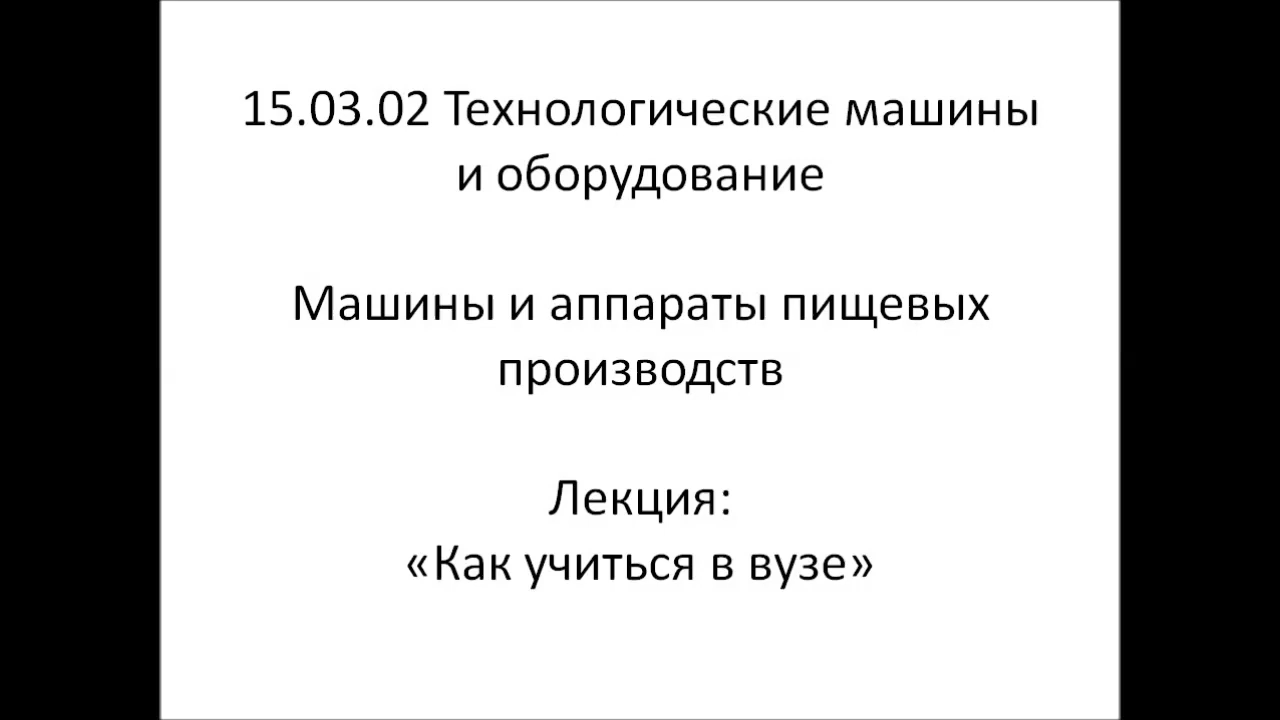 15.03.02 Технологические машины
и оборудование
Машины и аппараты пищевых
производств
Лекция:
«Как учиться в вузе»